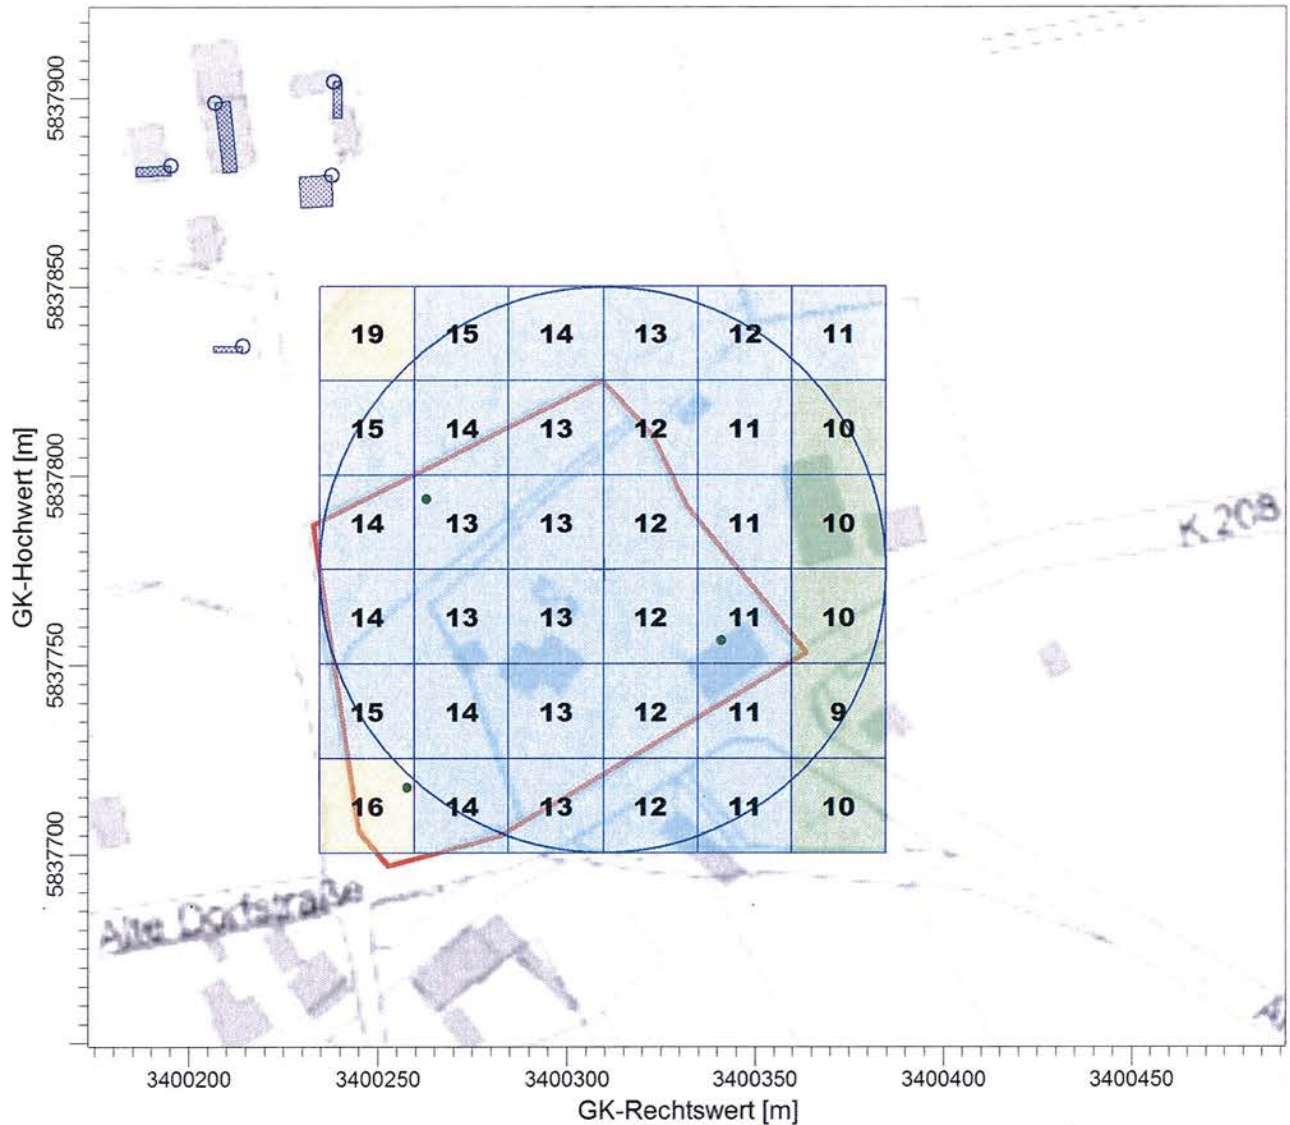 5837900
5837850
5837800
5837750
5837700
GK-Hochwert [m]
19 15 14 13 12 11
15 14 13 12 11 10
14 13 13 12 11 10
14 13 13 12 11 10
15 14 13 12 11 9
16 14 13 12 11 10
K 208
Alte Dorfstraße
3400200 3400250 3400300 3400350 3400400 3400450
GK-Rechtswert [m]